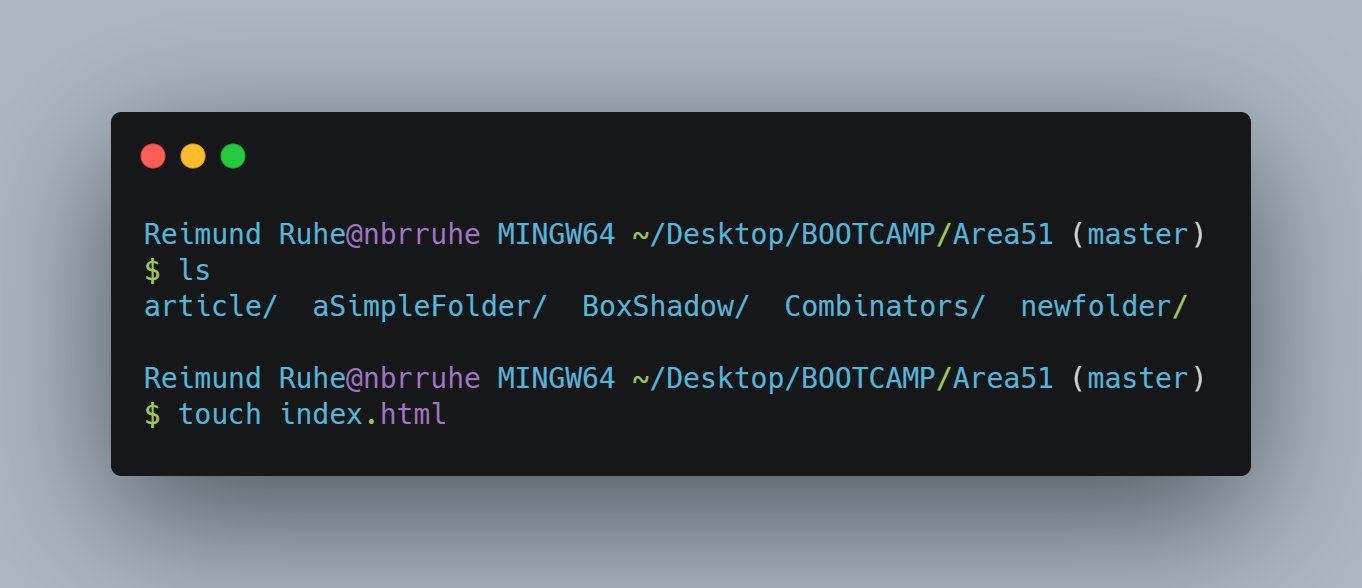 Reimund Ruhe@nbrruhe MINGW64 ~/Desktop/BOOTCAMP/Area51 (master)
$ ls
article/  aSimpleFolder/  BoxShadow/  Combinators/  newfolder/
Reimund Ruhe@nbrruhe MINGW64 ~/Desktop/BOOTCAMP/Area51 (master)
$ touch index.html